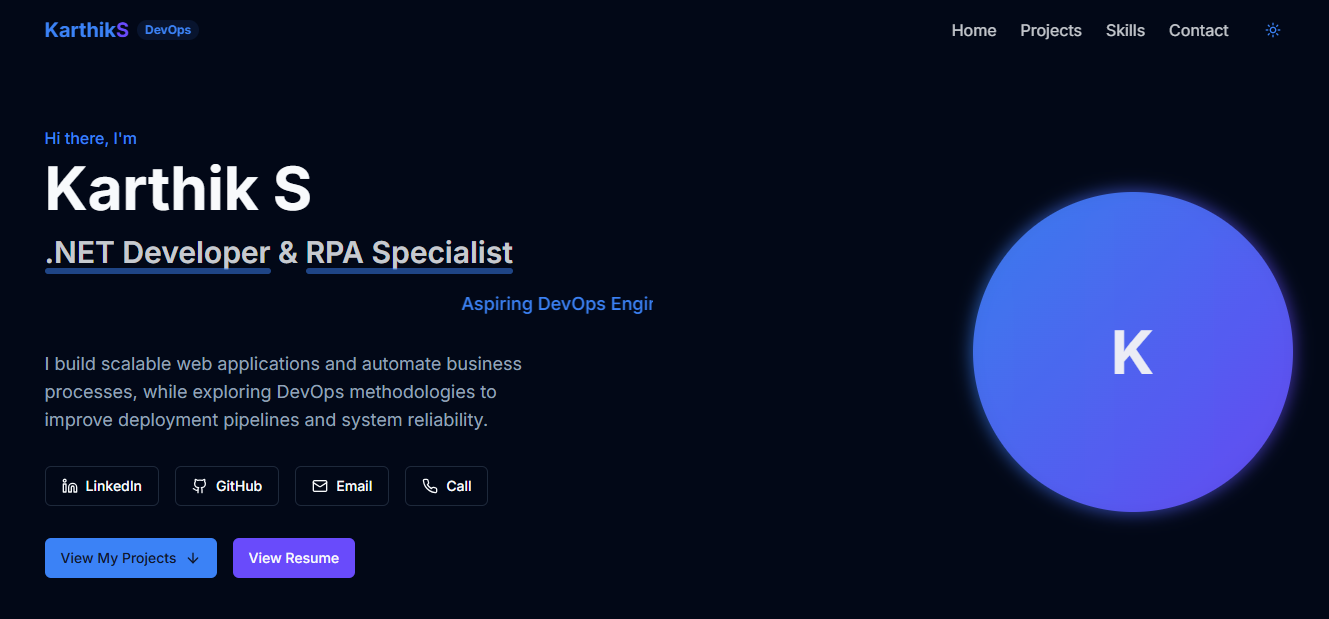 KarthikS DevOps Home Projects Skills Contact
Hi there, I'm
Karthik S
.NET Developer & RPA Specialist
Aspiring DevOps
I build scalable web applications and automate business
processes, while exploring DevOps methodologies to
improve deployment pipelines and system reliability.
LinkedIn GitHub Email Call
View My Projects View Resume
K